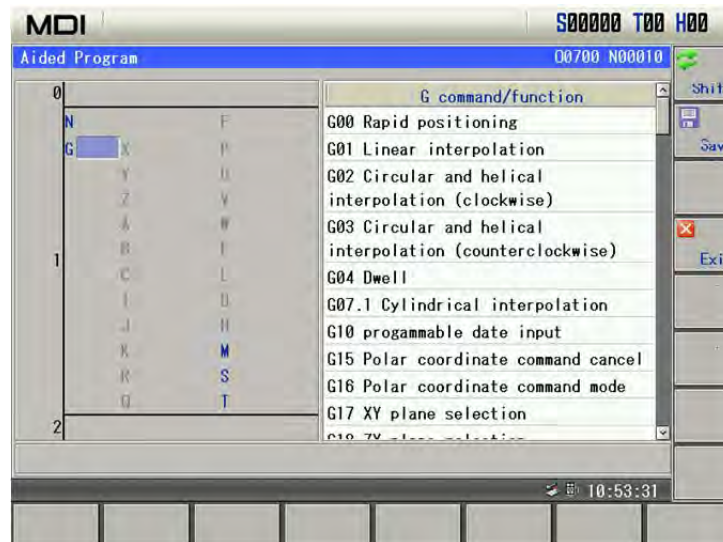 MDI
S00000 T00 H00
Aided Program
O0700 N00010
Shif
Sav
Exi
0
N F
G X P
Y U
Z V
A W
B
C L
I
J H
K M
R S
Q T
1
2
G command/function
G00 Rapid positioning
G01 Linear interpolation
G02 Circular and helical
interpolation (clockwise)
G03 Circular and helical
interpolation (counterclockwise)
G04 Dwell
G07.1 Cylindrical interpolation
G10 progammable date input
G15 Polar coordinate command cancel
G16 Polar coordinate command mode
G17 XY plane selection
10:53:31